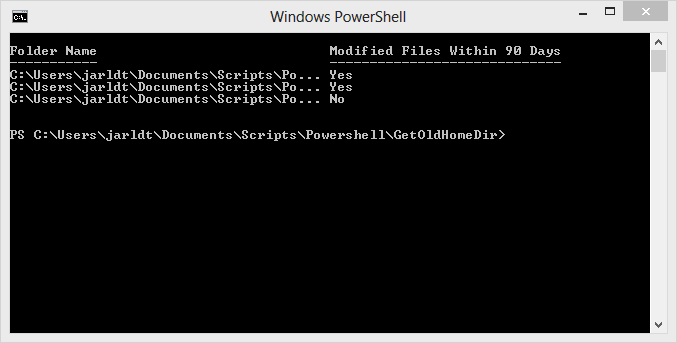 Windows PowerShell
Folder Name Modified Files Within 90 Days
----------- -----------------------------
C:\Users\jarldt\Documents\Scripts\Po... Yes
C:\Users\jarldt\Documents\Scripts\Po... Yes
C:\Users\jarldt\Documents\Scripts\Po... No
PS C:\Users\jarldt\Documents\Scripts\Powershell\GetOldHomeDir>